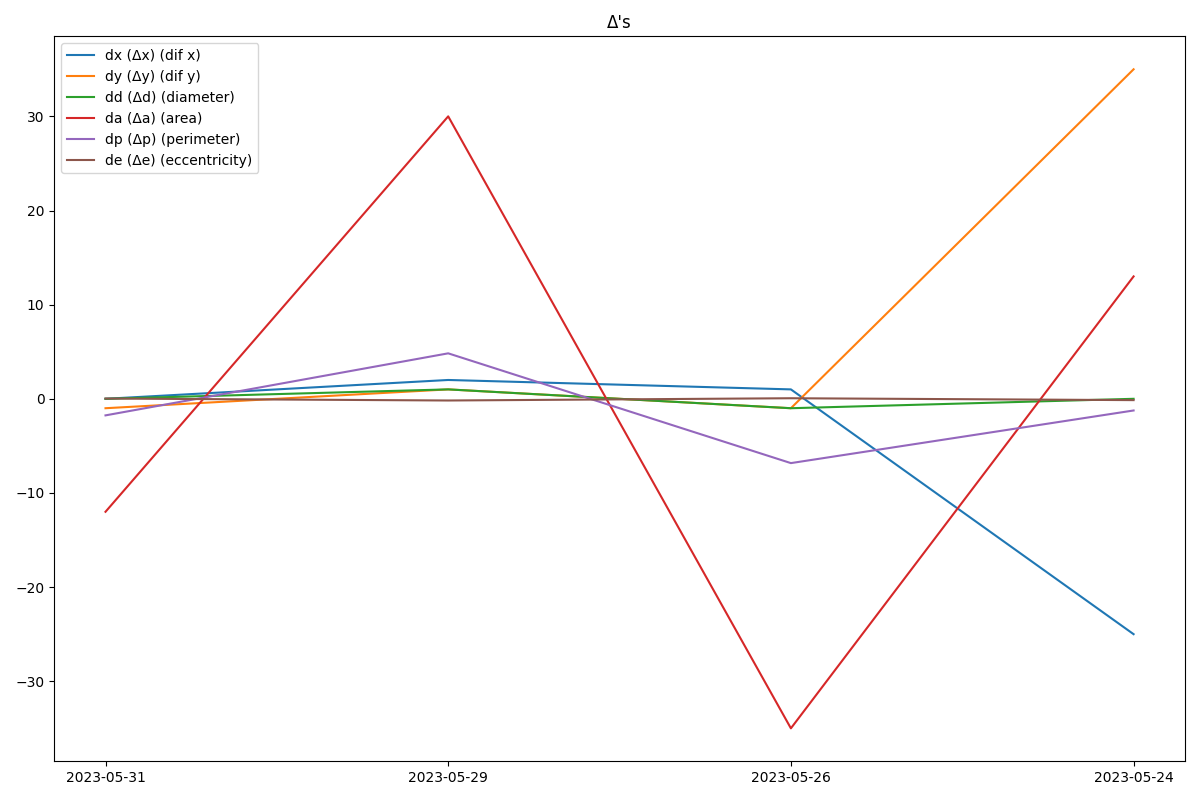 Δ's
dx (Δx) (dif x)
dy (Δy) (dif y)
dd (Δd) (diameter)
da (Δa) (area)
dp (Δp) (perimeter)
de (Δe) (eccentricity)
30
20
10
0
−10
−20
−30
2023-05-31
2023-05-29
2023-05-26
2023-05-24